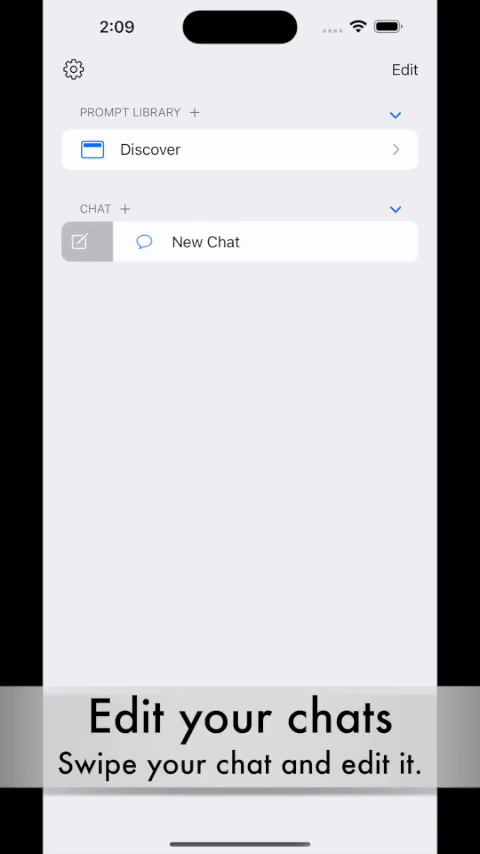 2:09
Edit
PROMPT LIBRARY +
Discover
CHAT +
New Chat
Edit your chats
Swipe your chat and edit it.